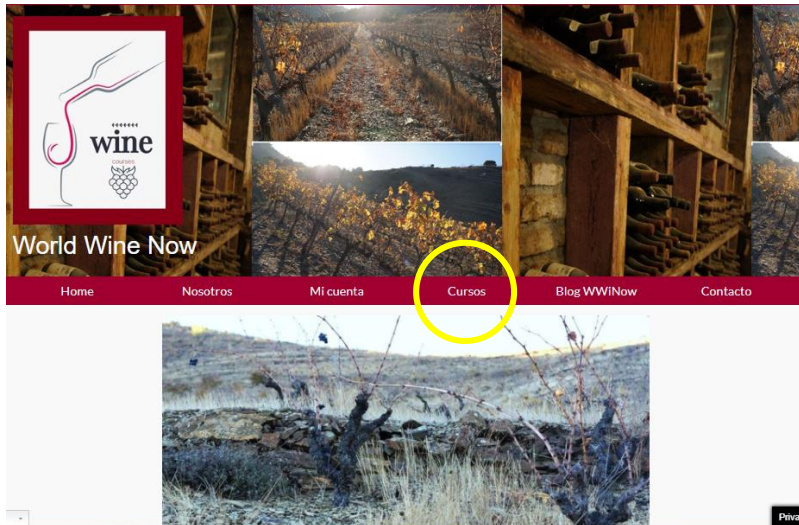 wine
courses
World Wine Now
Home
Nosotros
Mi cuenta
Cursos
Blog WWiNow
Contacto
Priva